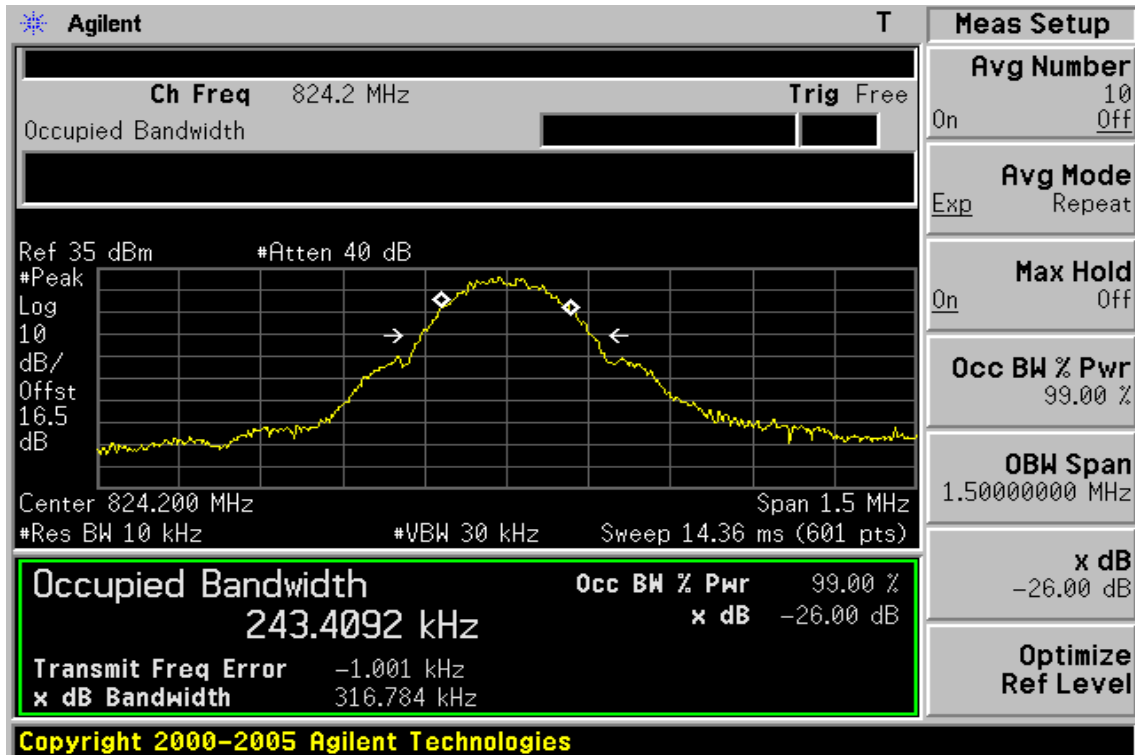 Agilent T
Ch Freq 824.2 MHz Trig Free
Occupied Bandwidth
Ref 35 dBm #Atten 40 dB
#Peak
Log
10
dB/
Offst
16.5
dB
Center 824.200 MHz Span 1.5 MHz
#Res BW 10 kHz #VBW 30 kHz Sweep 14.36 ms (601 pts)
Occupied Bandwidth Occ BW % Pwr 99.00 %
243.4092 kHz x dB -26.00 dB
Transmit Freq Error -1.001 kHz
x dB Bandwidth 316.784 kHz
Copyright 2000-2005 Agilent Technologies
Meas Setup
Avg Number
10
On Off
Avg Mode
Exp Repeat
Max Hold
On Off
Occ BW % Pwr
99.00 %
OBW Span
1.50000000 MHz
x dB
-26.00 dB
Optimize
Ref Level